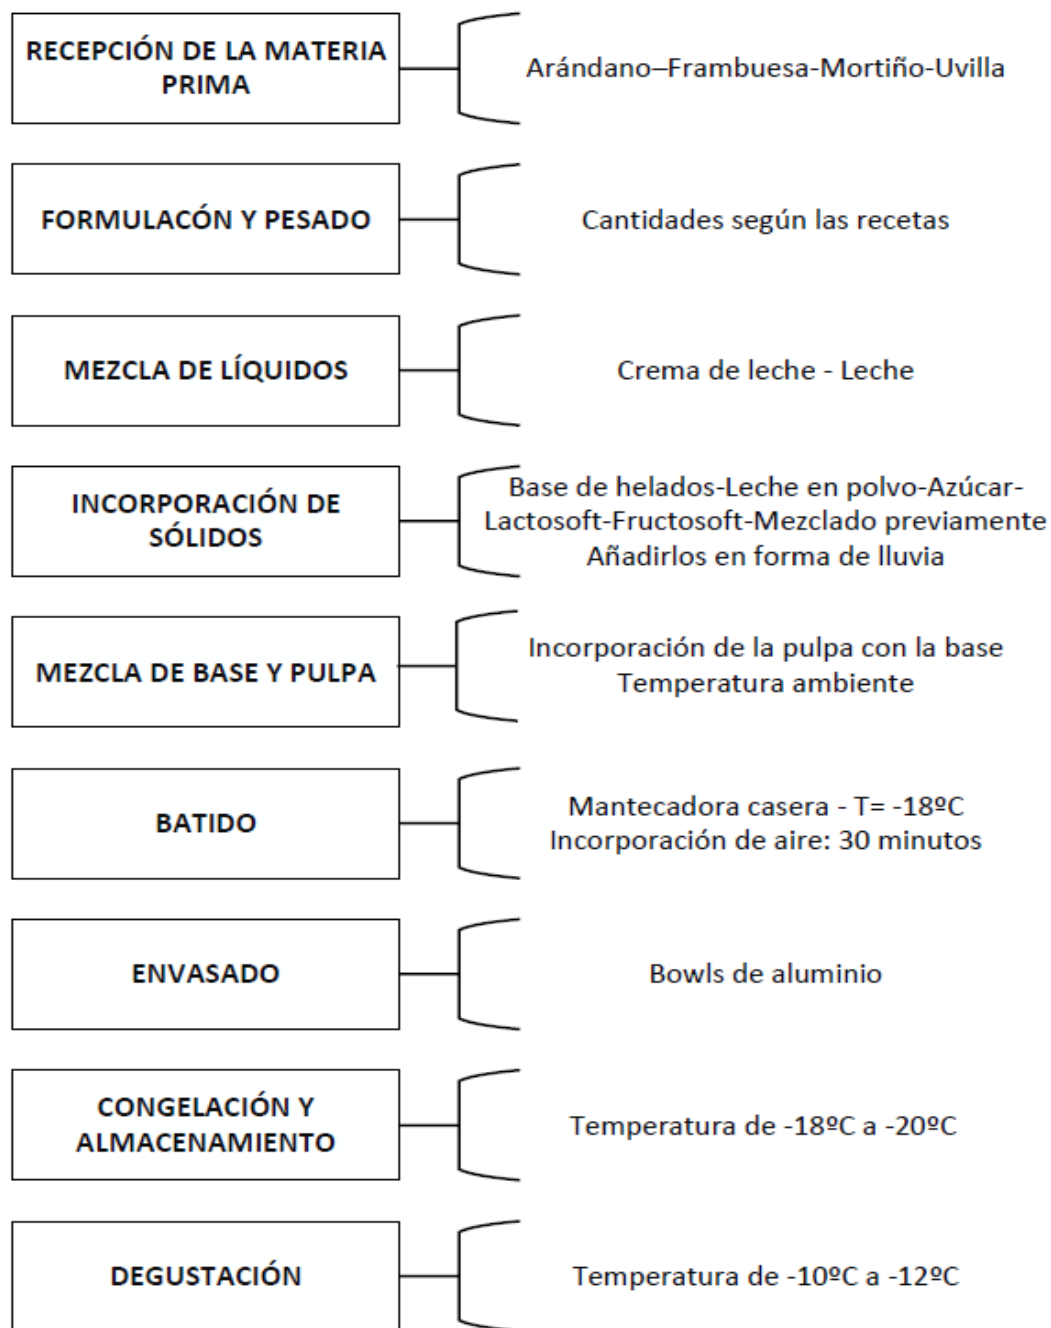 RECEPCIÓN DE LA MATERIA
PRIMA
Arándano–Frambuesa-Mortiño-Uvilla
FORMULACÓN Y PESADO
Cantidades según las recetas
MEZCLA DE LÍQUIDOS
Crema de leche - Leche
INCORPORACIÓN DE
SÓLIDOS
Base de helados-Leche en polvo-Azúcar-
Lactosoft-Fructosoft-Mezclado previamente
Añadirlos en forma de lluvia
MEZCLA DE BASE Y PULPA
Incorporación de la pulpa con la base
Temperatura ambiente
BATIDO
Mantecadora casera - T= -18ºC
Incorporación de aire: 30 minutos
ENVASADO
Bowls de aluminio
CONGELACIÓN Y
ALMACENAMIENTO
Temperatura de -18ºC a -20ºC
DEGUSTACIÓN
Temperatura de -10ºC a -12ºC